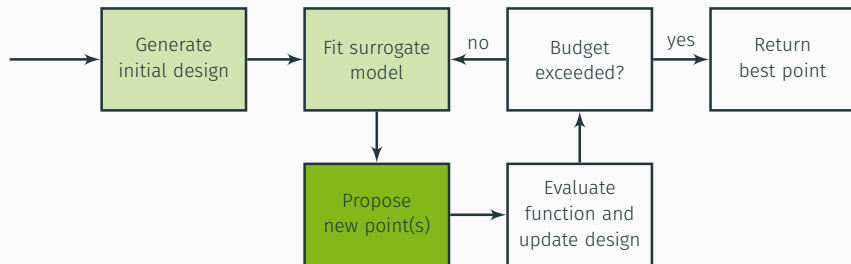 Generate
initial design
Fit surrogate
model
no
Budget
exceeded?
yes
Return
best point
Propose
new point(s)
Evaluate
function and
update design